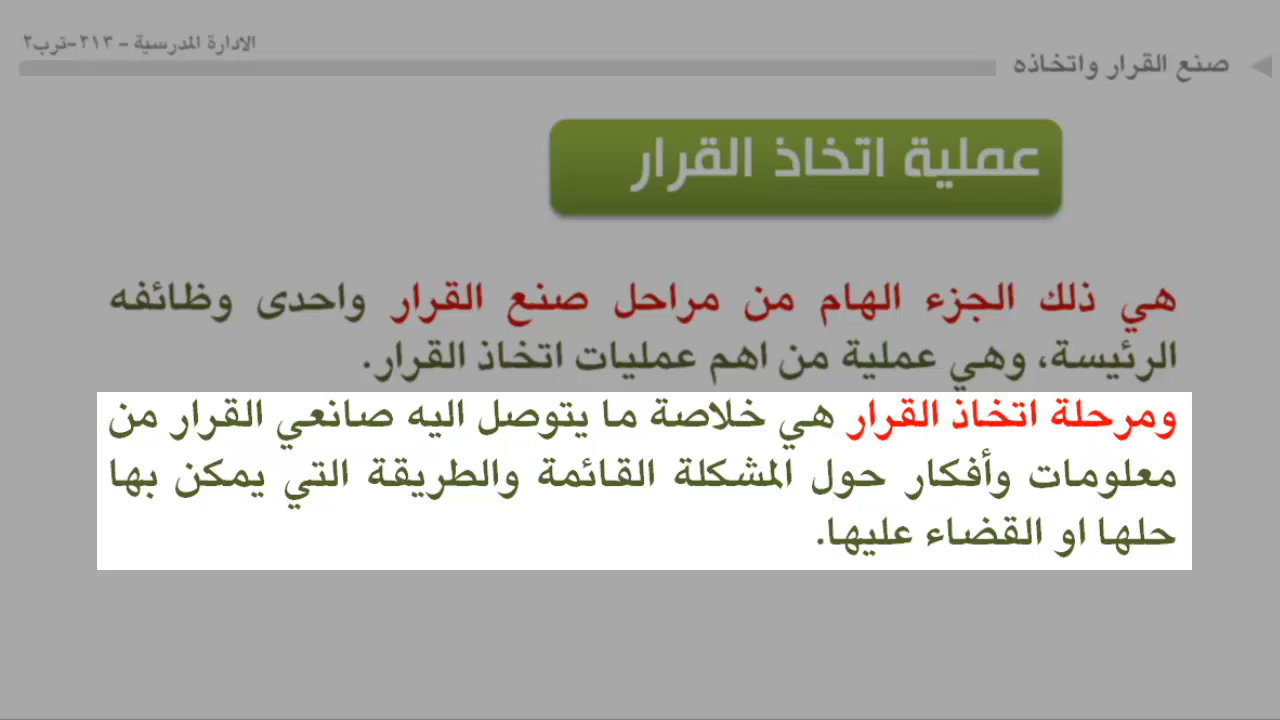 الادارة المدرسية - ٢١٣-ترب٢
صنع القرار واتخاذه
عملية اتخاذ القرار
هي ذلك الجزء الهام من مراحل صنع القرار واحدى وظائفه
الرئيسة، وهي عملية من اهم عمليات اتخاذ القرار.
ومرحلة اتخاذ القرار هي خلاصة ما يتوصل اليه صانعي القرار من
معلومات وأفكار حول المشكلة القائمة والطريقة التي يمكن بها
حلها او القضاء عليها.